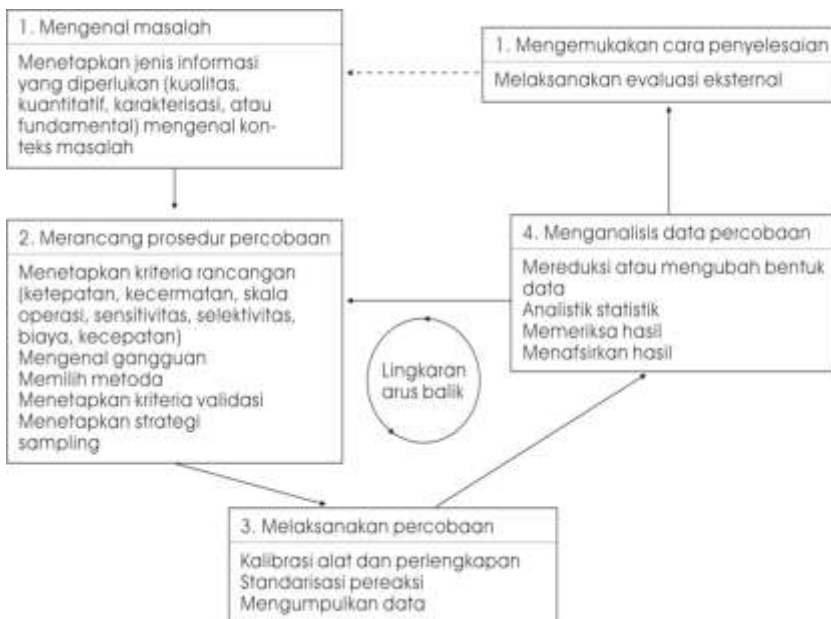 1. Mengenal masalah
Menetapkan jenis informasi
yang diperlukan (kualitas,
kuantitatif, karakterisasi, atau
fundamental) mengenal kon-
teks masalah
1. Mengemukakan cara penyelesaian
Melaksanakan evaluasi eksternal
2. Merancang prosedur percobaan
Menetapkan kriteria rancangan
(ketepatan, kecermatan, skala
operasi, sensitivitas, selektivitas,
biaya, kecepatan)
Mengenal gangguan
Memilih metoda
Menetapkan kriteria validasi
Menetapkan strategi
sampling
4. Menganalisis data percobaan
Mereduksi atau mengubah bentuk
data
Analistik statistik
Memeriksa hasil
Menafsirkan hasil
Lingkaran
arus balik
3. Melaksanakan percobaan
Kalibrasi alat dan perlengkapan
Standarisasi pereaksi
Mengumpulkan data